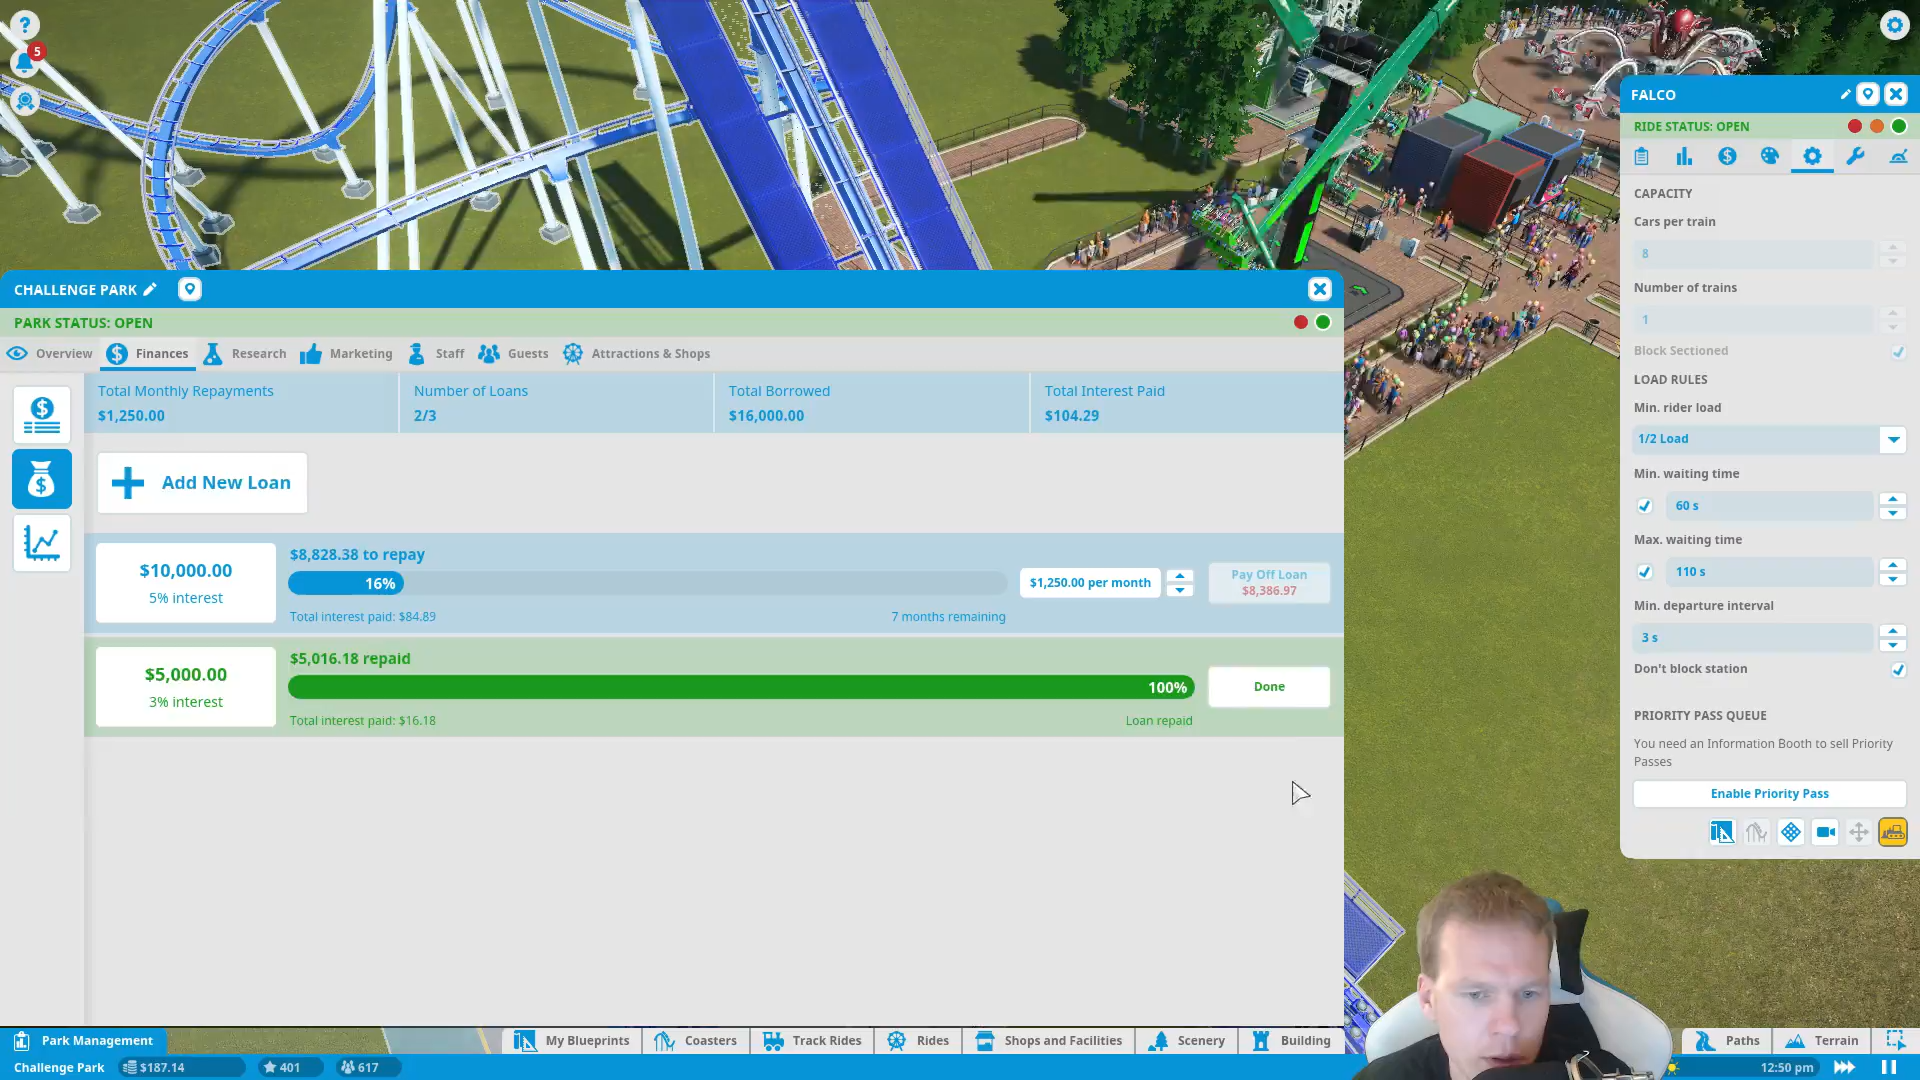 ?
5
CHALLENGE PARK
PARK STATUS: OPEN
Overview
Finances
Research
Marketing
Staff
Guests
Attractions & Shops
Total Monthly Repayments
$1,250.00
Number of Loans
2/3
Total Borrowed
$16,000.00
Total Interest Paid
$104.29
Add New Loan
$10,000.00
5% interest
$8,828.38 to repay
16%
Total interest paid: $84.89
7 months remaining
$1,250.00 per month
Pay Off Loan
$8,386.97
$5,000.00
3% interest
$5,016.18 repaid
100%
Total interest paid: $16.18
Loan repaid
Done
FALCO
RIDE STATUS: OPEN
CAPACITY
Cars per train
8
Number of trains
1
Block Sectioned
LOAD RULES
Min. rider load
1/2 Load
Min. waiting time
60 s
Max. waiting time
110 s
Min. departure interval
3 s
Don't block station
PRIORITY PASS QUEUE
You need an Information Booth to sell Priority
Passes
Enable Priority Pass
Park Management
My Blueprints
Coasters
Track Rides
Rides
Shops and Facilities
Scenery
Building
Paths
Terrain
Challenge Park
$187.14
401
617
12:50 pm